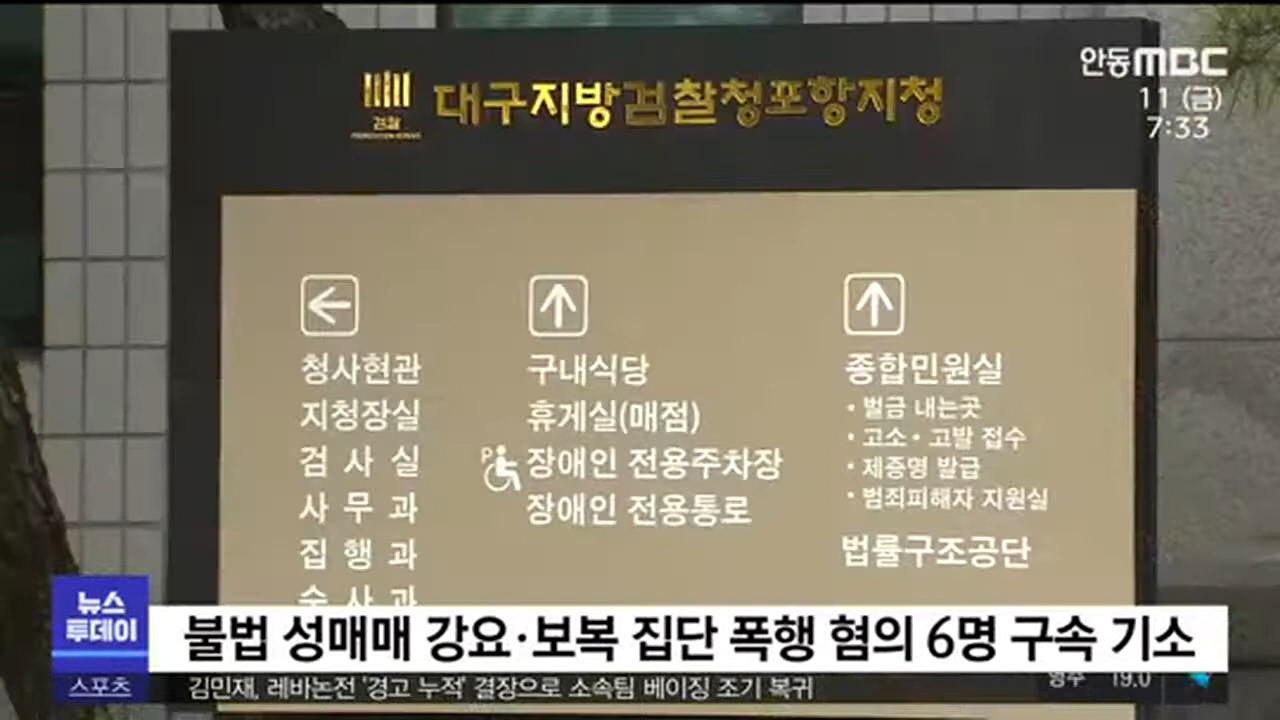 안동MBC
11 (금)
7:33
검찰
대구지방검찰청포항지청
청사현관
지청장실
검 사 실
사 무 과
집 행 과
수 사 과
구내식당
휴게실(매점)
P 장애인 전용주차장
장애인 전용통로
종합민원실
• 벌금 내는곳
• 고소• 고발 접수
• 제증명 발급
• 범죄피해자 지원실
법률구조공단
뉴스
투데이
불법 성매매 강요·보복 집단 폭행 혐의 6명 구속 기소
스포츠
김민재, 레바논전 '경고 누적' 결장으로 소속팀 베이징 조기 복귀
영주 19.0